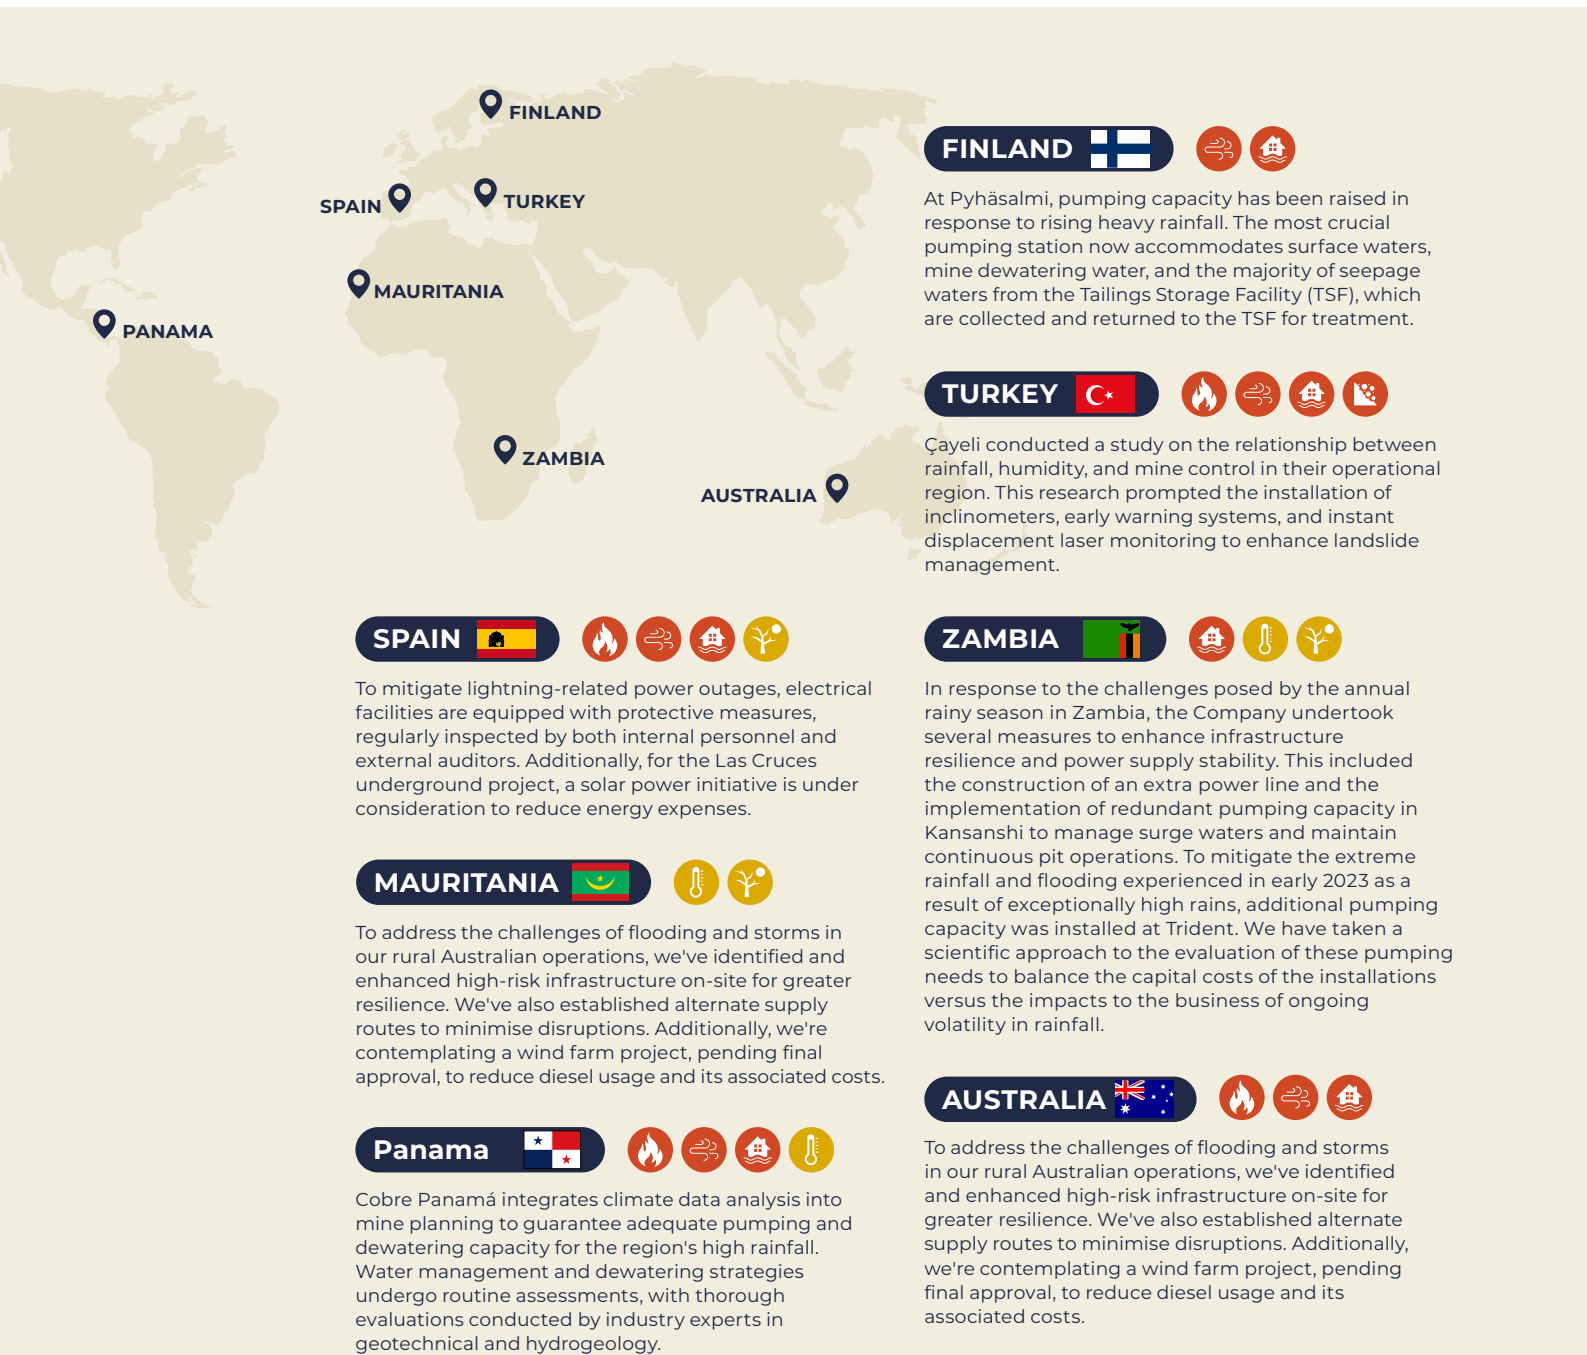 FINLAND
SPAIN
TURKEY
MAURITANIA
PANAMA
ZAMBIA
AUSTRALIA
FINLAND
At Pyhäsalmi, pumping capacity has been raised in
response to rising heavy rainfall. The most crucial
pumping station now accommodates surface waters,
mine dewatering water, and the majority of seepage
waters from the Tailings Storage Facility (TSF), which
are collected and returned to the TSF for treatment.
TURKEY
Çayeli conducted a study on the relationship between
rainfall, humidity, and mine control in their operational
region. This research prompted the installation of
inclinometers, early warning systems, and instant
displacement laser monitoring to enhance landslide
management.
SPAIN
To mitigate lightning-related power outages, electrical
facilities are equipped with protective measures,
regularly inspected by both internal personnel and
external auditors. Additionally, for the Las Cruces
underground project, a solar power initiative is under
consideration to reduce energy expenses.
MAURITANIA
To address the challenges of flooding and storms in
our rural Australian operations, we've identified and
enhanced high-risk infrastructure on-site for greater
resilience. We've also established alternate supply
routes to minimise disruptions. Additionally, we're
contemplating a wind farm project, pending final
approval, to reduce diesel usage and its associated costs.
Panama
Cobre Panamá integrates climate data analysis into
mine planning to guarantee adequate pumping and
dewatering capacity for the region's high rainfall.
Water management and dewatering strategies
undergo routine assessments, with thorough
evaluations conducted by industry experts in
geotechnical and hydrogeology.
ZAMBIA
In response to the challenges posed by the annual
rainy season in Zambia, the Company undertook
several measures to enhance infrastructure
resilience and power supply stability. This included
the construction of an extra power line and the
implementation of redundant pumping capacity in
Kansanshi to manage surge waters and maintain
continuous pit operations. To mitigate the extreme
rainfall and flooding experienced in early 2023 as a
result of exceptionally high rains, additional pumping
capacity was installed at Trident. We have taken a
scientific approach to the evaluation of these pumping
needs to balance the capital costs of the installations
versus the impacts to the business of ongoing
volatility in rainfall.
AUSTRALIA
To address the challenges of flooding and storms
in our rural Australian operations, we've identified
and enhanced high-risk infrastructure on-site for
greater resilience. We've also established alternate
supply routes to minimise disruptions. Additionally,
we're contemplating a wind farm project, pending
final approval, to reduce diesel usage and its
associated costs.